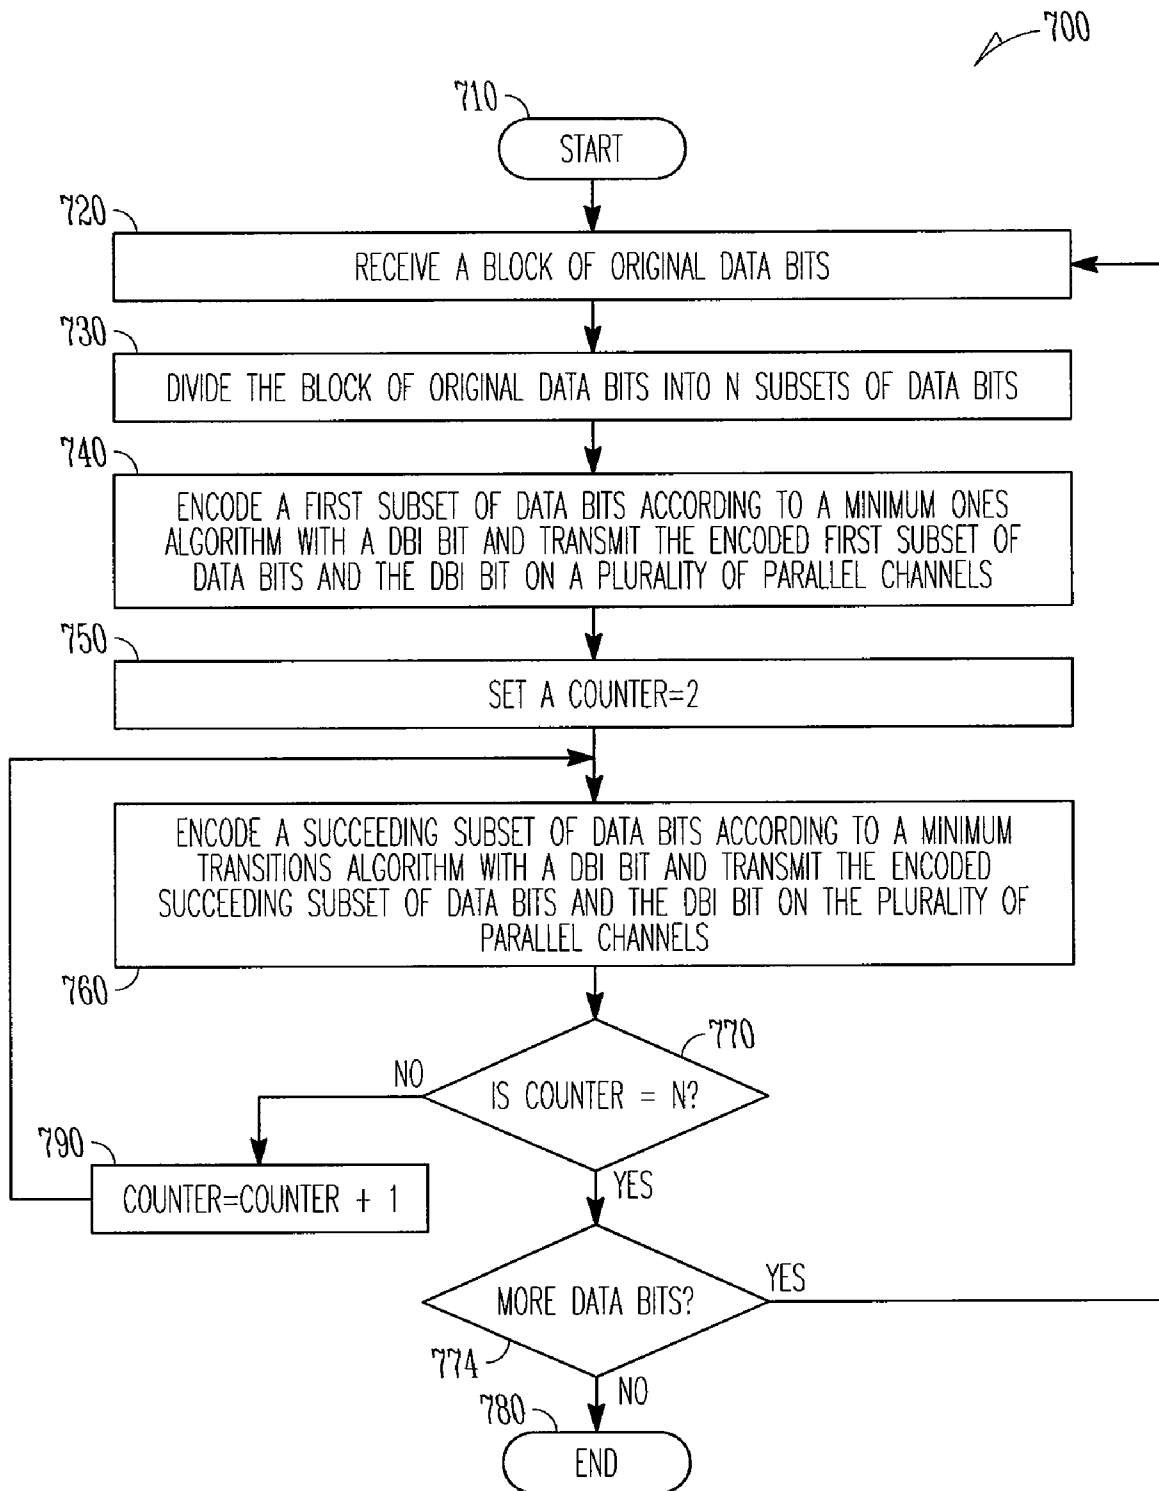 700
710
START
720
RECEIVE A BLOCK OF ORIGINAL DATA BITS
730
DIVIDE THE BLOCK OF ORIGINAL DATA BITS INTO N SUBSETS OF DATA BITS
740
ENCODE A FIRST SUBSET OF DATA BITS ACCORDING TO A MINIMUM ONES
ALGORITHM WITH A DBI BIT AND TRANSMIT THE ENCODED FIRST SUBSET OF
DATA BITS AND THE DBI BIT ON A PLURALITY OF PARALLEL CHANNELS
750
SET A COUNTER=2
ENCODE A SUCCEEDING SUBSET OF DATA BITS ACCORDING TO A MINIMUM
TRANSITIONS ALGORITHM WITH A DBI BIT AND TRANSMIT THE ENCODED
SUCCEEDING SUBSET OF DATA BITS AND THE DBI BIT ON THE PLURALITY OF
PARALLEL CHANNELS
760
770
IS COUNTER = N?
NO
790
COUNTER=COUNTER + 1
YES
MORE DATA BITS?
YES
774
NO
780
END